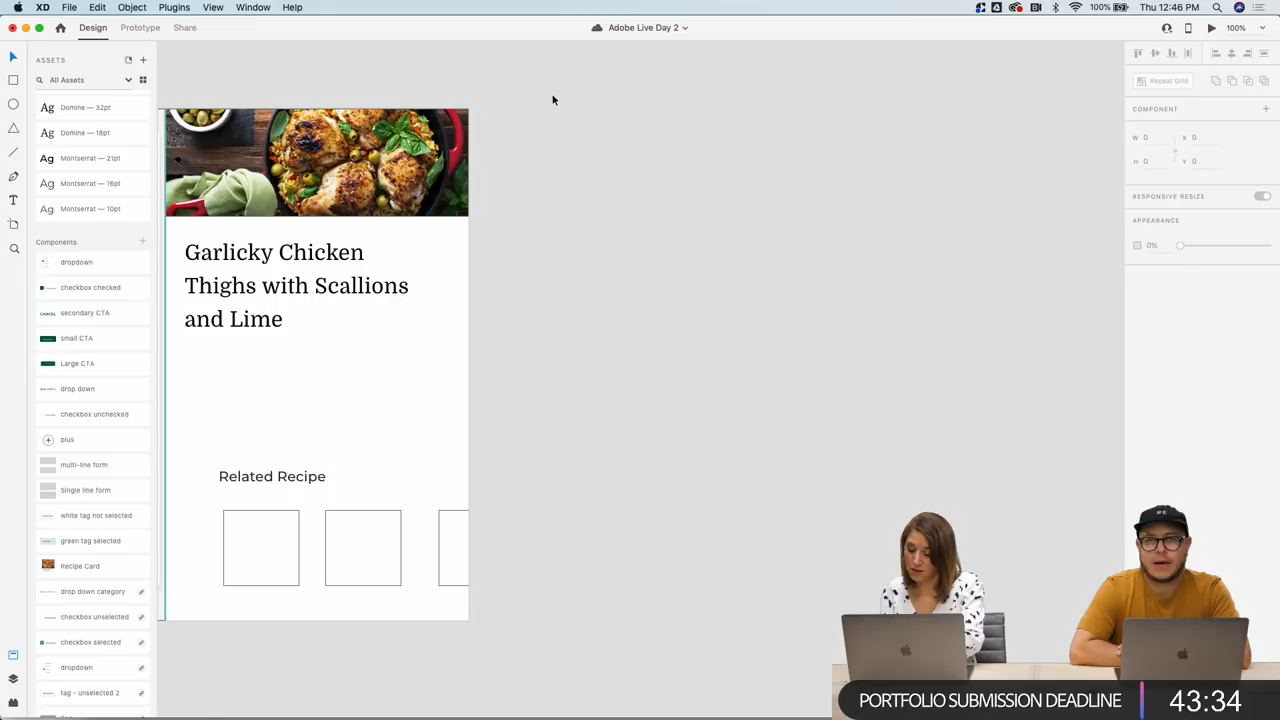 XD File Edit Object Plugins View Window Help
100% Thu 12:46 PM
Design Prototype Share
Adobe Live Day 2
100%
ASSETS
All Assets
Ag Domine — 32pt
Ag Domine — 18pt
Ag Montserrat — 21pt
Ag Montserrat — 16pt
Ag Montserrat — 10pt
Components
dropdown
checkbox checked
CANCEL secondary CTA
small CTA
Large CTA
drop down
checkbox unchecked
plus
multi-line form
Single line form
white tag not selected
green tag selected
Recipe Card
drop down category
checkbox unselected
checkbox selected
dropdown
tag - unselected 2
Garlicky Chicken
Thighs with Scallions
and Lime
Related Recipe
Repeat Grid
COMPONENT
W 0 X 0
H 0 Y 0
RESPONSIVE RESIZE
APPEARANCE
0%
PORTFOLIO SUBMISSION DEADLINE 43:34